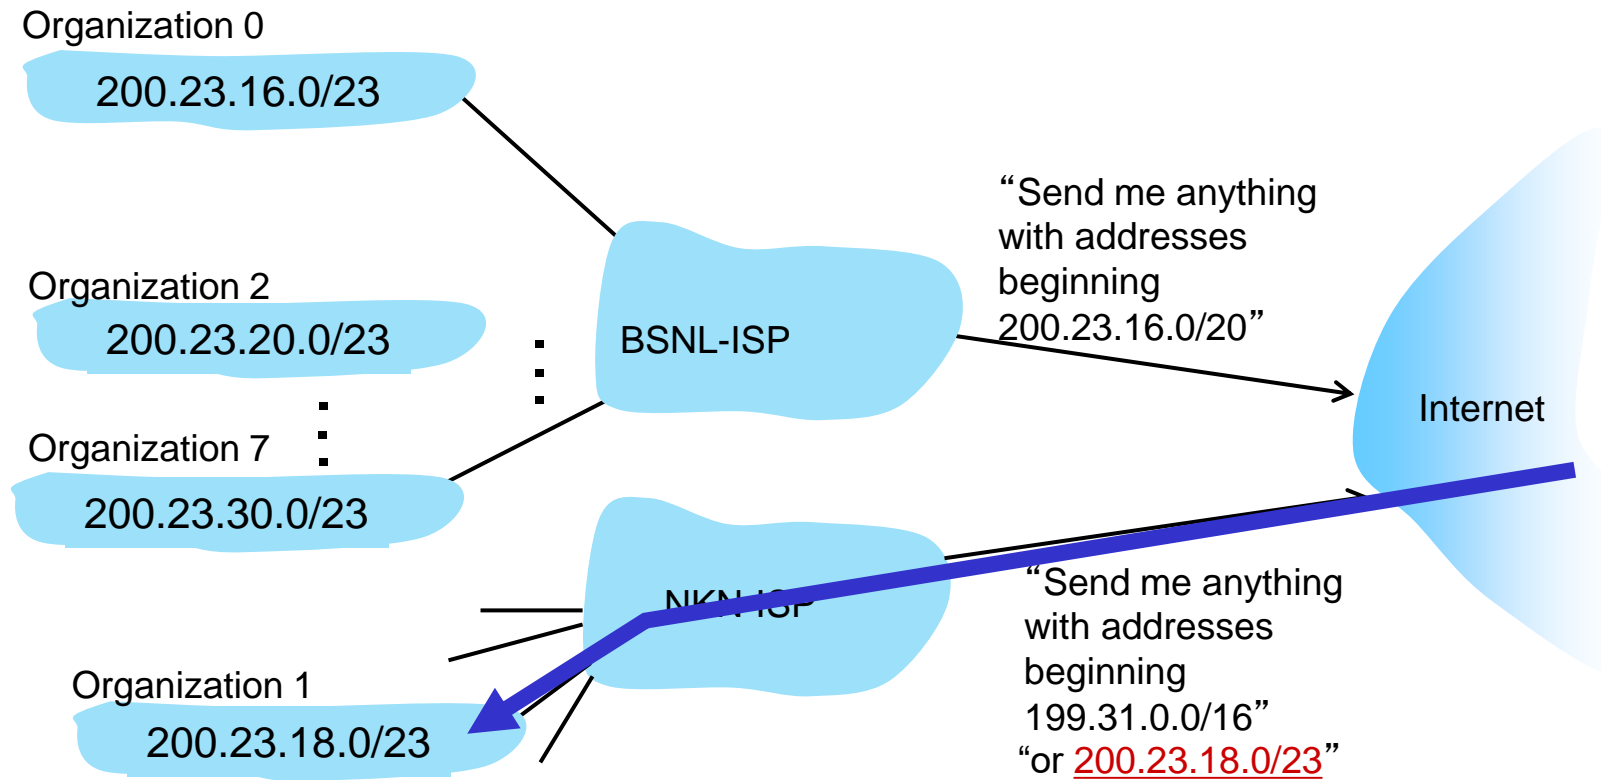 Organization 0
200.23.16.0/23
Organization 2
200.23.20.0/23
Organization 7
200.23.30.0/23
Organization 1
200.23.18.0/23
BSNL-ISP
NKN-ISP
“Send me anything
with addresses
beginning
200.23.16.0/20”
Internet
“Send me anything
with addresses
beginning
199.31.0.0/16”
“or 200.23.18.0/23”